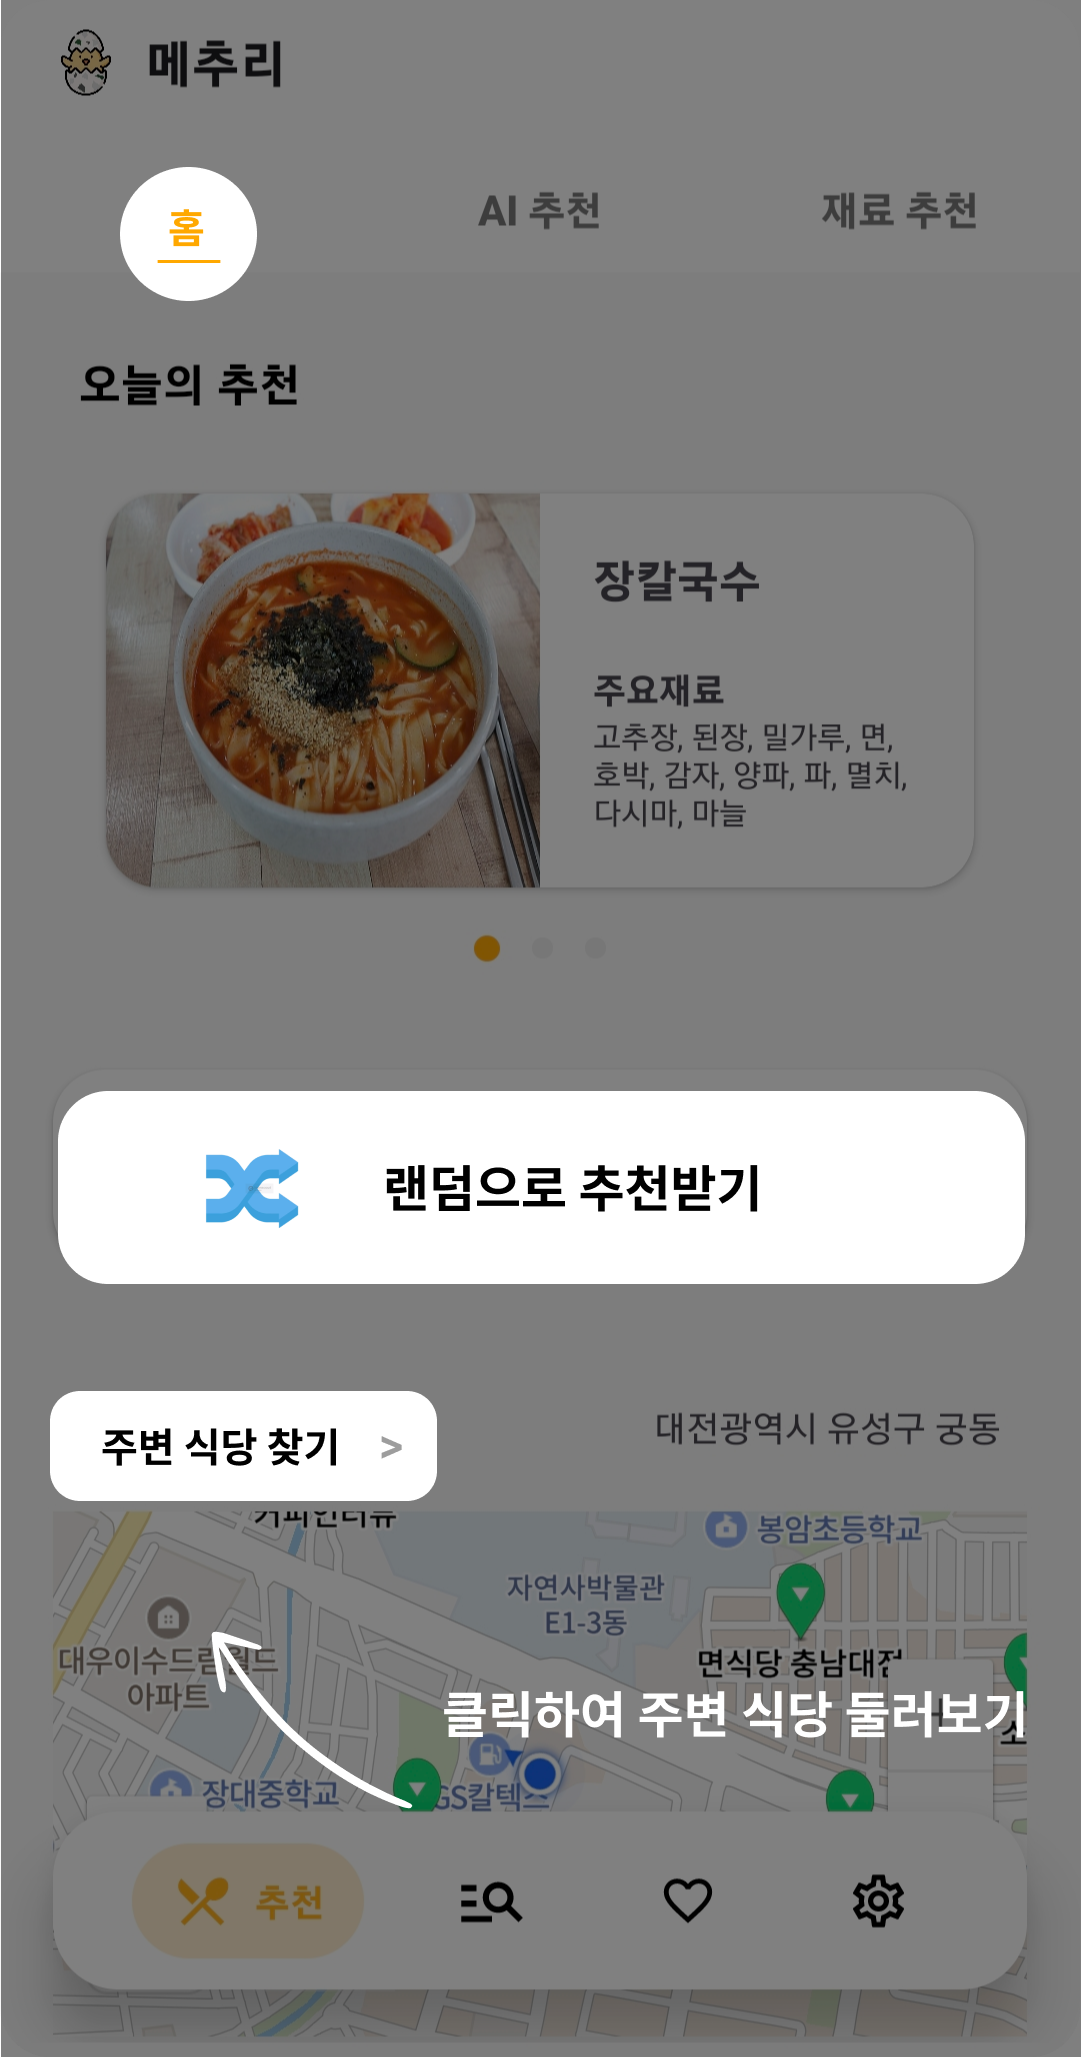 메추리
홈
AI 추천
재료 추천
오늘의 추천
장칼국수
주요재료
고추장, 된장, 밀가루, 면,
호박, 감자, 양파, 파, 멸치,
다시마, 마늘
랜덤으로 추천받기
주변 식당 찾기 >
대전광역시 유성구 궁동
커피인터뷰
봉암초등학교
자연사박물관
E1-3동
대우이수드림월드
아파트
면식당 충남대점
클릭하여 주변 식당 둘러보기
소
장대중학교
GS칼텍스
추천